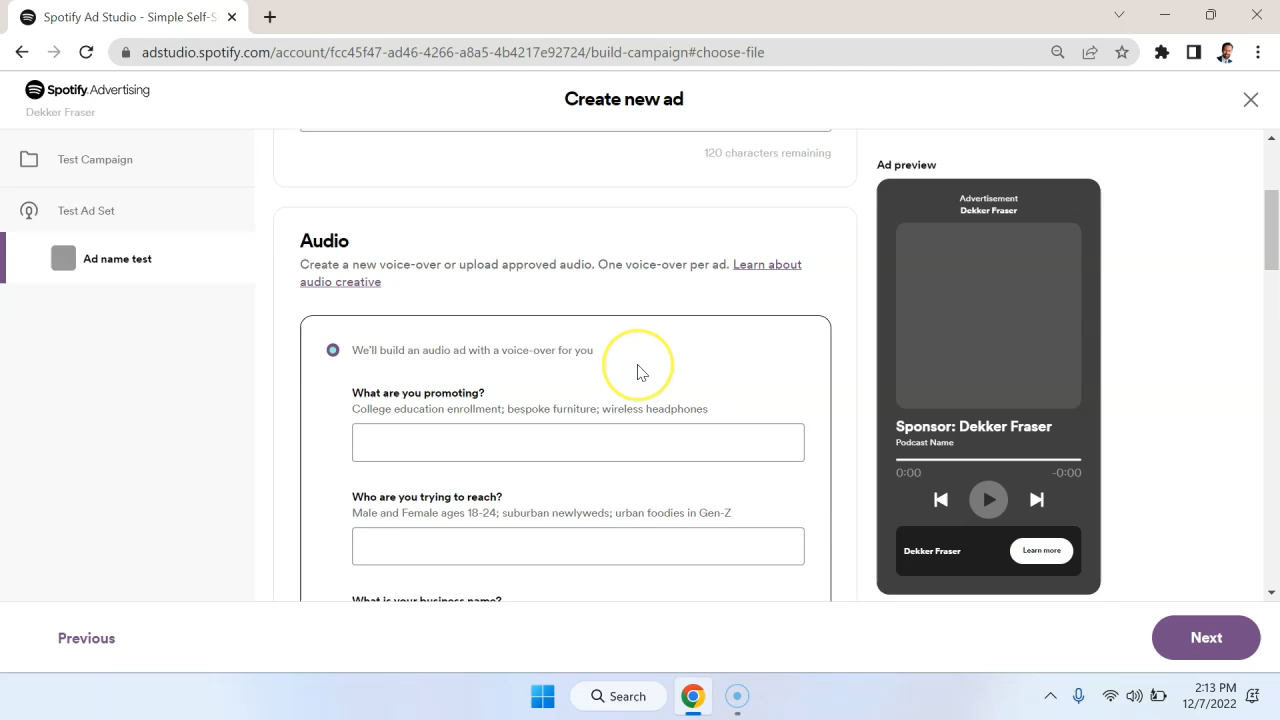 Spotify Ad Studio - Simple Self-S
adstudio.spotify.com/account/fcc45f47-ad46-4266-a8a5-4b4217e92724/build-campaign#choose-file
Spotify Advertising
Dekker Fraser
Create new ad
Test Campaign
Test Ad Set
Ad name test
120 characters remaining
Audio
Create a new voice-over or upload approved audio. One voice-over per ad. Learn about
audio creative
We'll build an audio ad with a voice-over for you
What are you promoting?
College education enrollment; bespoke furniture; wireless headphones
Who are you trying to reach?
Male and Female ages 18-24; suburban newlyweds; urban foodies in Gen-Z
What is your business name?
Ad preview
Advertisement
Dekker Fraser
Sponsor: Dekker Fraser
Podcast Name
0:00
-0:00
Dekker Fraser
Learn more
Previous
Next
Search
2:13 PM
12/7/2022